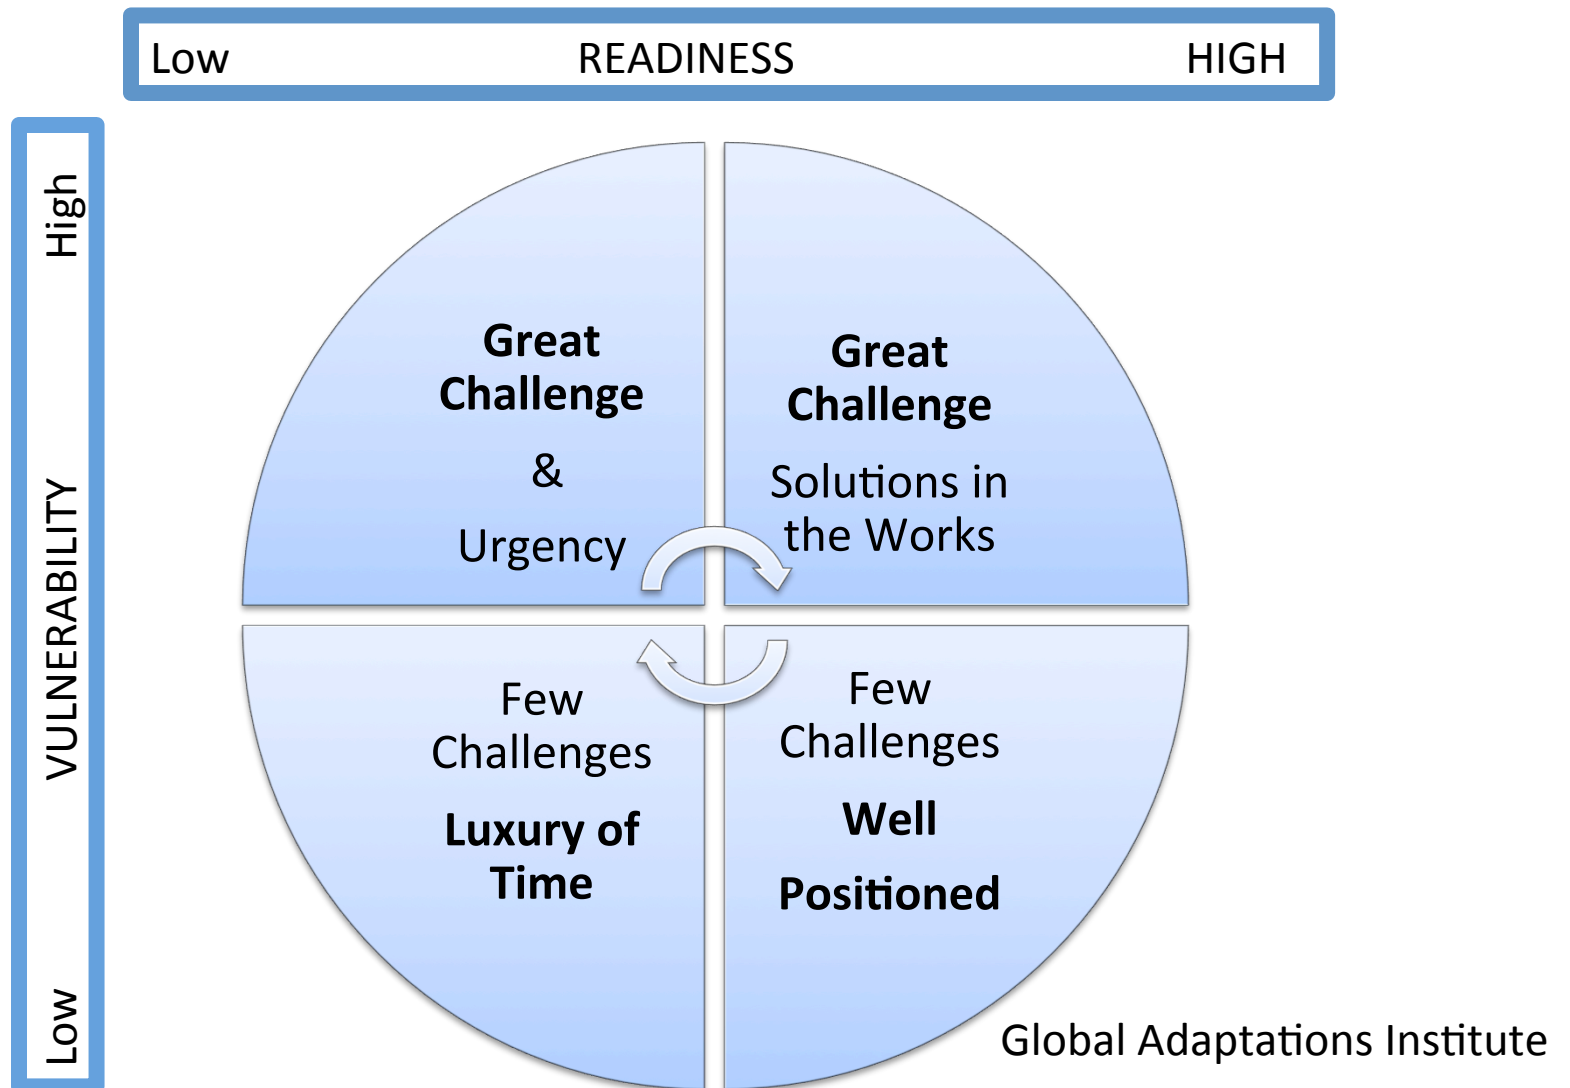 Low READINESS HIGH
High
VULNERABILITY
Low
Great
Challenge
&
Urgency
Great
Challenge
Solutions in
the Works
Few
Challenges
Luxury of
Time
Few
Challenges
Well
Positioned
Global Adaptations Institute